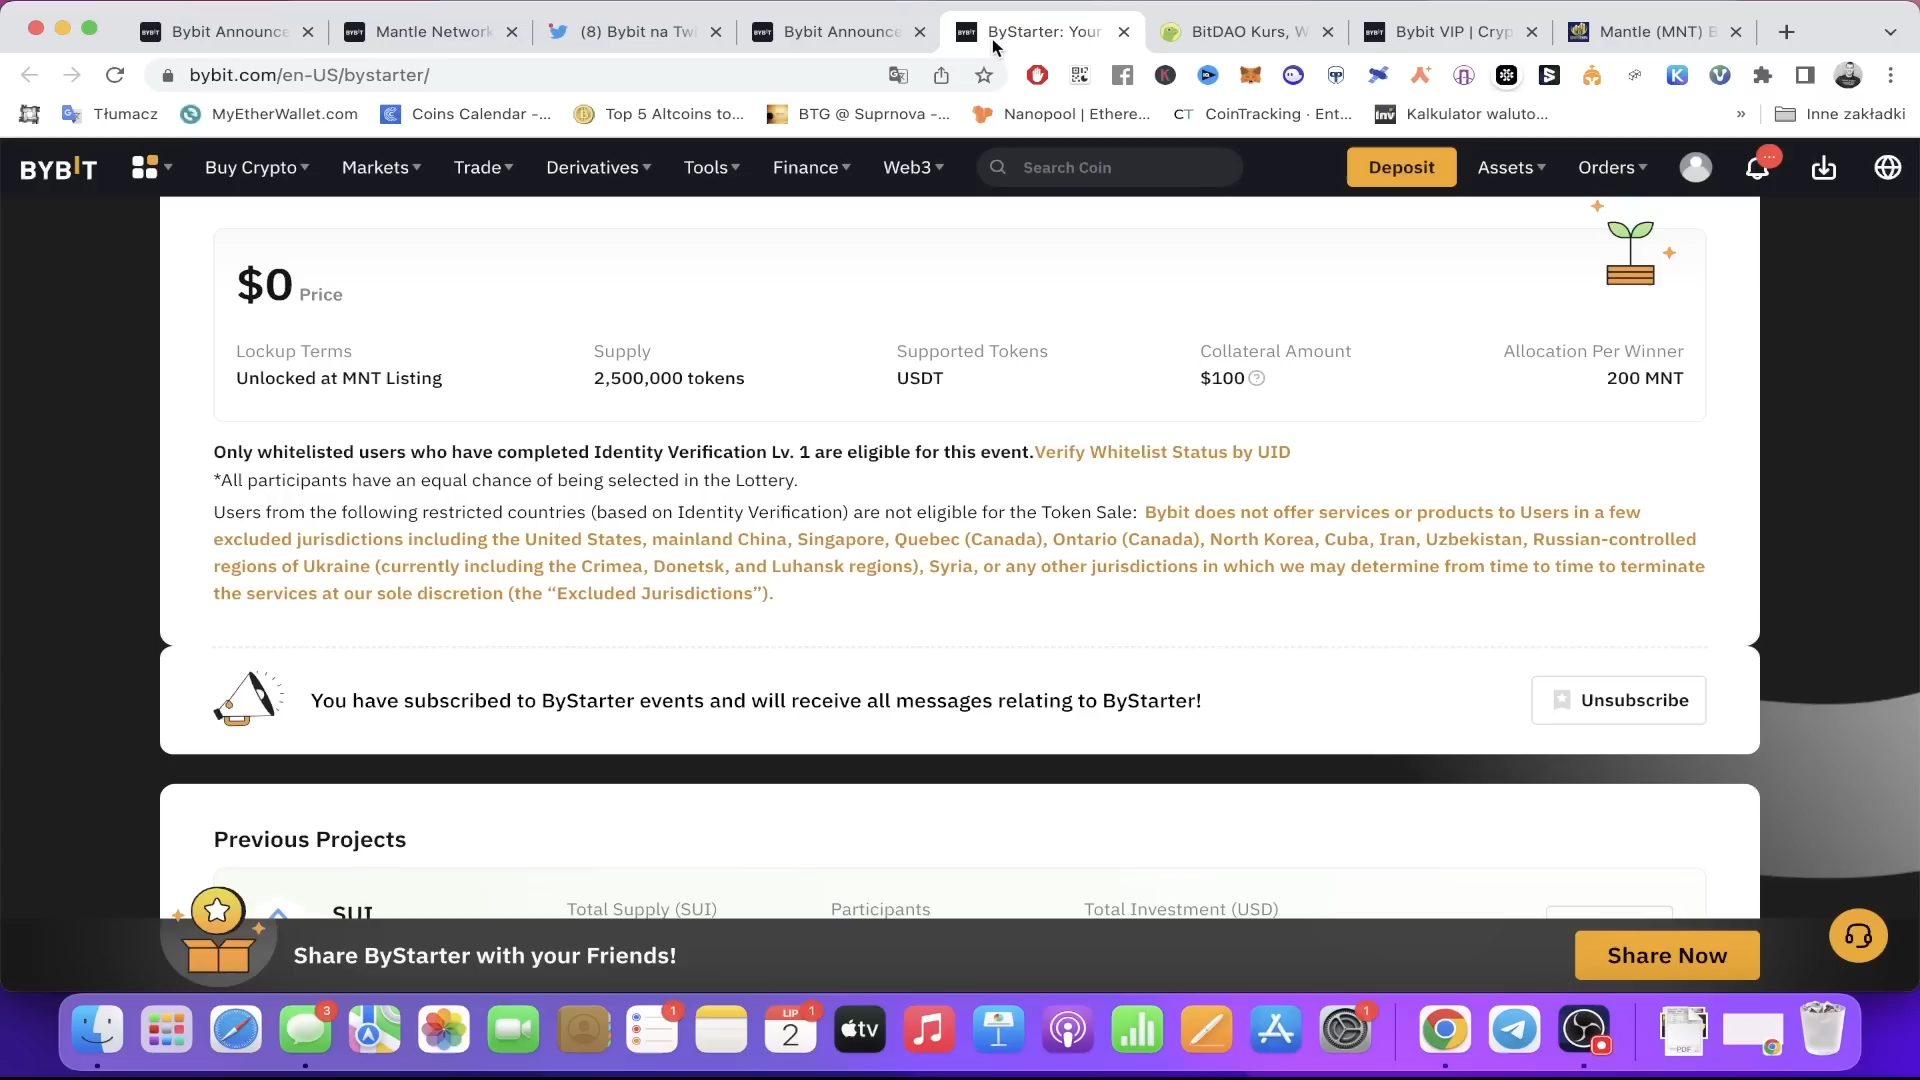 Bybit Announce
Mantle Network
(8) Bybit na Twi
Bybit Announce
ByStarter: Your
BitDAO Kurs, W
Bybit VIP | Cryp
Mantle (MNT) B
bybit.com/en-US/bystarter/
Tłumacz
MyEtherWallet.com
Coins Calendar -...
Top 5 Altcoins to...
BTG @ Suprnova -...
Nanopool | Ethere...
CT CoinTracking · Ent...
Inv Kalkulator waluto...
»
Inne zakładki
BYBIT
Buy Crypto
Markets
Trade
Derivatives
Tools
Finance
Web3
Search Coin
Deposit
Assets
Orders
$0 Price
Lockup Terms
Unlocked at MNT Listing
Supply
2,500,000 tokens
Supported Tokens
USDT
Collateral Amount
$100
Allocation Per Winner
200 MNT
Only whitelisted users who have completed Identity Verification Lv. 1 are eligible for this event.Verify Whitelist Status by UID
*All participants have an equal chance of being selected in the Lottery.
Users from the following restricted countries (based on Identity Verification) are not eligible for the Token Sale: Bybit does not offer services or products to Users in a few
excluded jurisdictions including the United States, mainland China, Singapore, Quebec (Canada), Ontario (Canada), North Korea, Cuba, Iran, Uzbekistan, Russian-controlled
regions of Ukraine (currently including the Crimea, Donetsk, and Luhansk regions), Syria, or any other jurisdictions in which we may determine from time to time to terminate
the services at our sole discretion (the “Excluded Jurisdictions”).
You have subscribed to ByStarter events and will receive all messages relating to ByStarter!
Unsubscribe
Previous Projects
SUI
Total Supply (SUI)
Participants
Total Investment (USD)
Share ByStarter with your Friends!
Share Now
3
1
LIP
2
1
tv
1
PDF